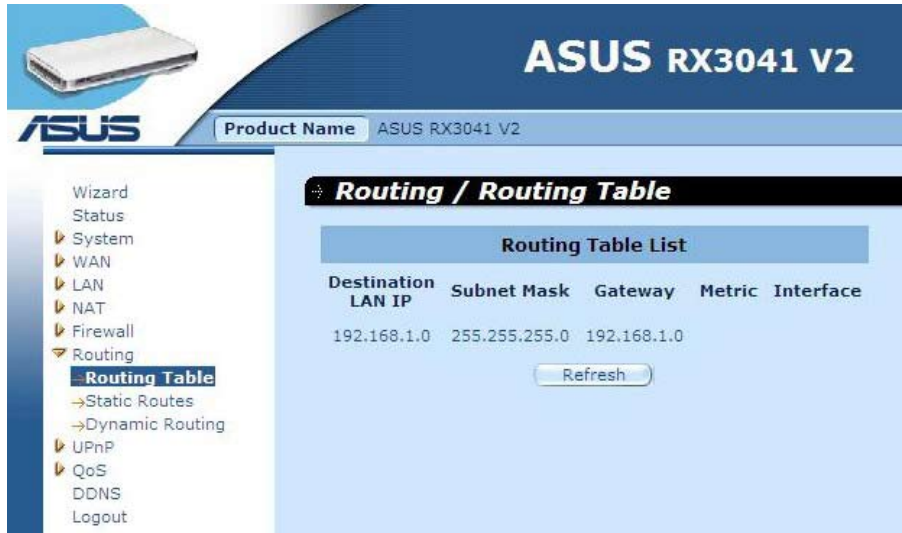 ASUS RX3041 V2
ASUS
Product Name ASUS RX3041 V2
Wizard
Status
System
WAN
LAN
NAT
Firewall
Routing
→Routing Table
→Static Routes
→Dynamic Routing
UPnP
QoS
DDNS
Logout
Routing / Routing Table
Routing Table List
Destination LAN IP Subnet Mask Gateway Metric Interface
192.168.1.0 255.255.255.0 192.168.1.0
Refresh